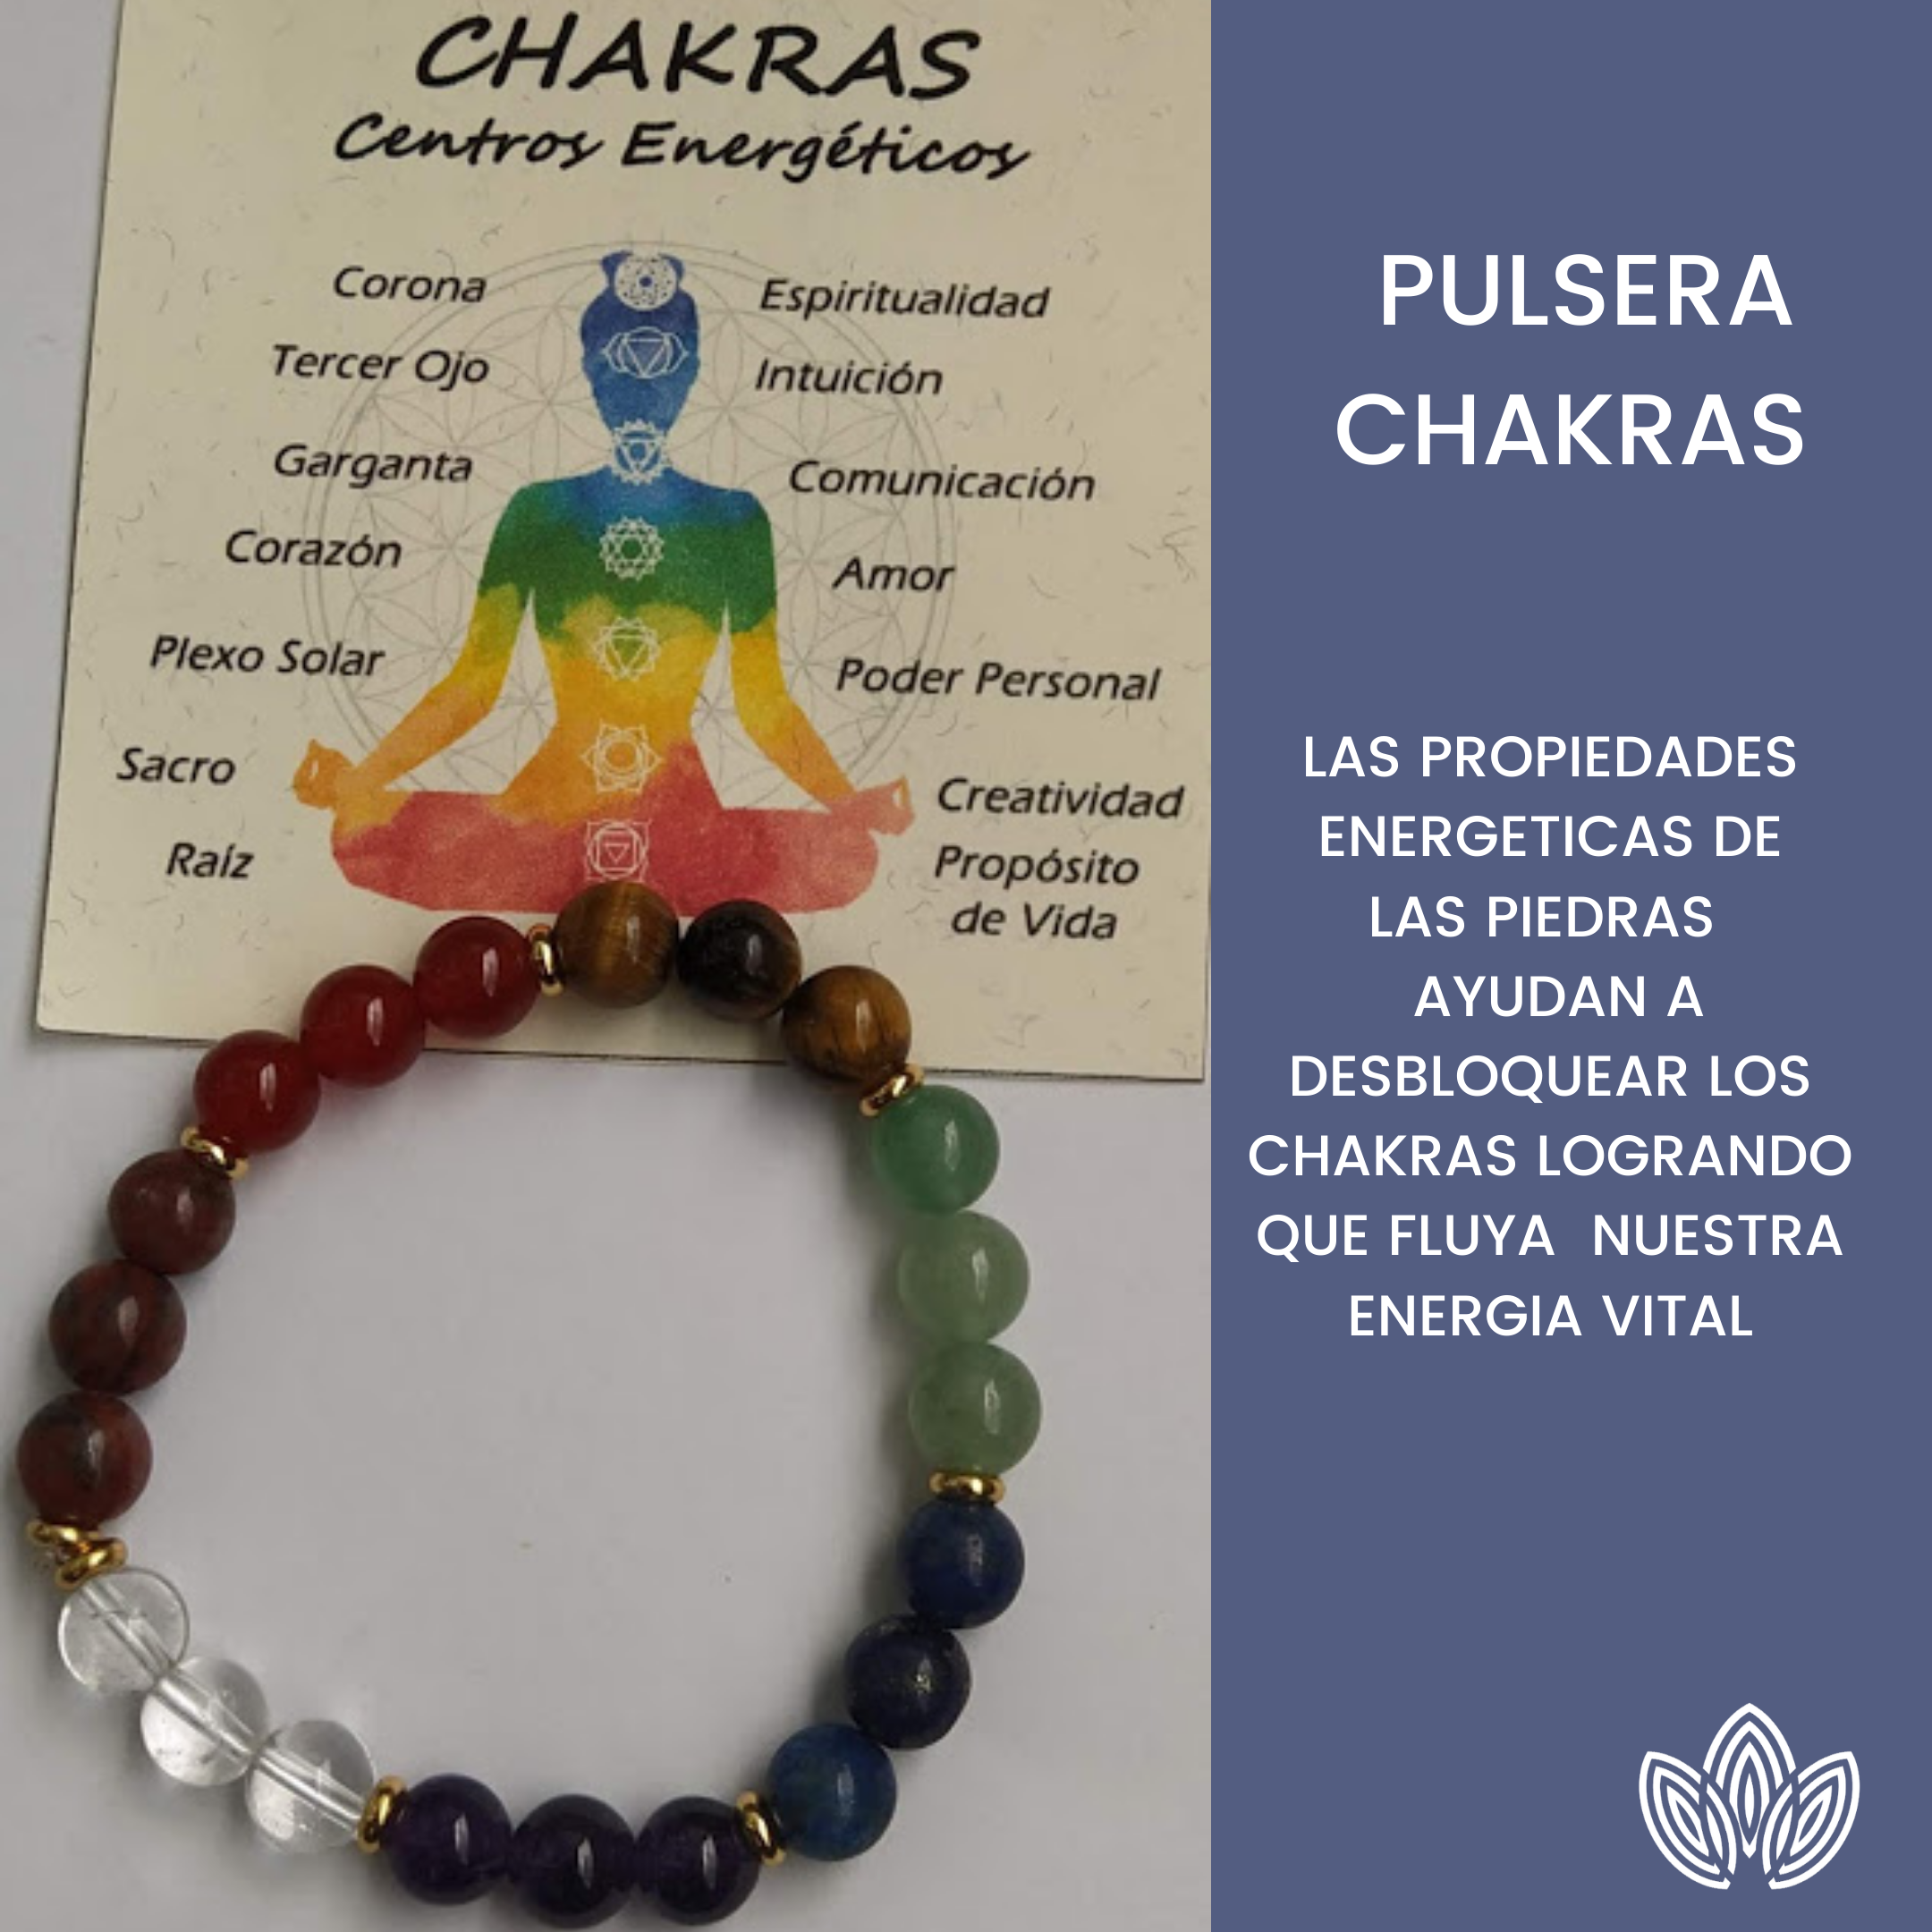 CHAKRAS
Centros Energéticos
Corona
Espiritualidad
Tercer Ojo
Intuición
Garganta
Comunicación
Corazón
Amor
Plexo Solar
Poder Personal
Sacro
Creatividad
Raíz
Propósito
de Vida
PULSERA
CHAKRAS
LAS PROPIEDADES
ENERGETICAS DE
LAS PIEDRAS
AYUDAN A
DESBLOQUEAR LOS
CHAKRAS LOGRANDO
QUE FLUYA  NUESTRA
ENERGIA VITAL